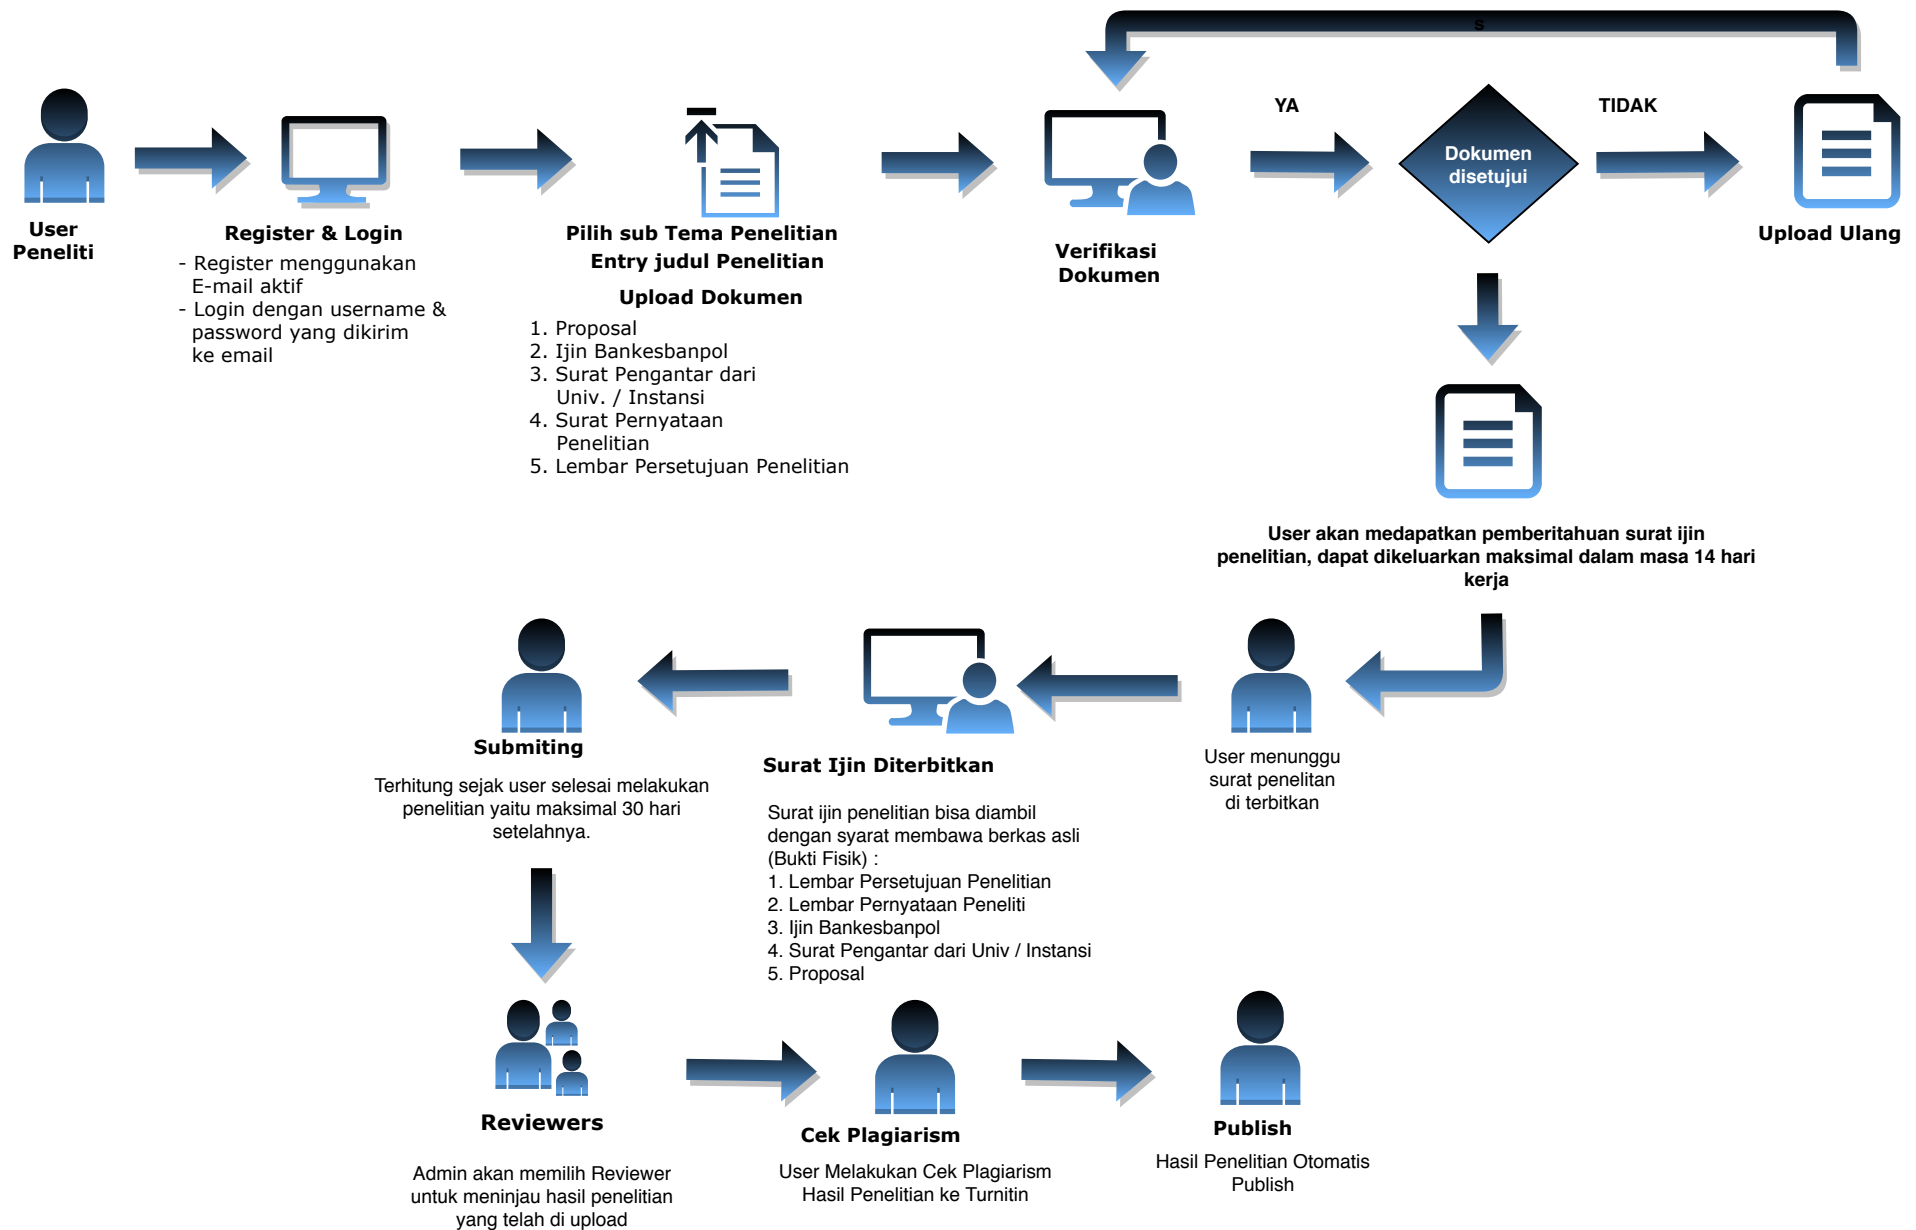 s
YA
TIDAK
Dokumen
disetujui
User
Peneliti
Register & Login
- Register menggunakan
E-mail aktif
- Login dengan username &
password yang dikirim
ke email
Pilih sub Tema Penelitian
Entry judul Penelitian
Upload Dokumen
1. Proposal
2. Ijin Bankesbanpol
3. Surat Pengantar dari
Univ. / Instansi
4. Surat Pernyataan
Penelitian
5. Lembar Persetujuan Penelitian
Verifikasi
Dokumen
Upload Ulang
User akan medapatkan pemberitahuan surat ijin
penelitian, dapat dikeluarkan maksimal dalam masa 14 hari
kerja
User menunggu
surat penelitan
di terbitkan
Surat Ijin Diterbitkan
Surat ijin penelitian bisa diambil
dengan syarat membawa berkas asli
(Bukti Fisik) :
1. Lembar Persetujuan Penelitian
2. Lembar Pernyataan Peneliti
3. Ijin Bankesbanpol
4. Surat Pengantar dari Univ / Instansi
5. Proposal
Submiting
Terhitung sejak user selesai melakukan
penelitian yaitu maksimal 30 hari
setelahnya.
Reviewers
Admin akan memilih Reviewer
untuk meninjau hasil penelitian
yang telah di upload
Cek Plagiarism
User Melakukan Cek Plagiarism
Hasil Penelitian ke Turnitin
Publish
Hasil Penelitian Otomatis
Publish